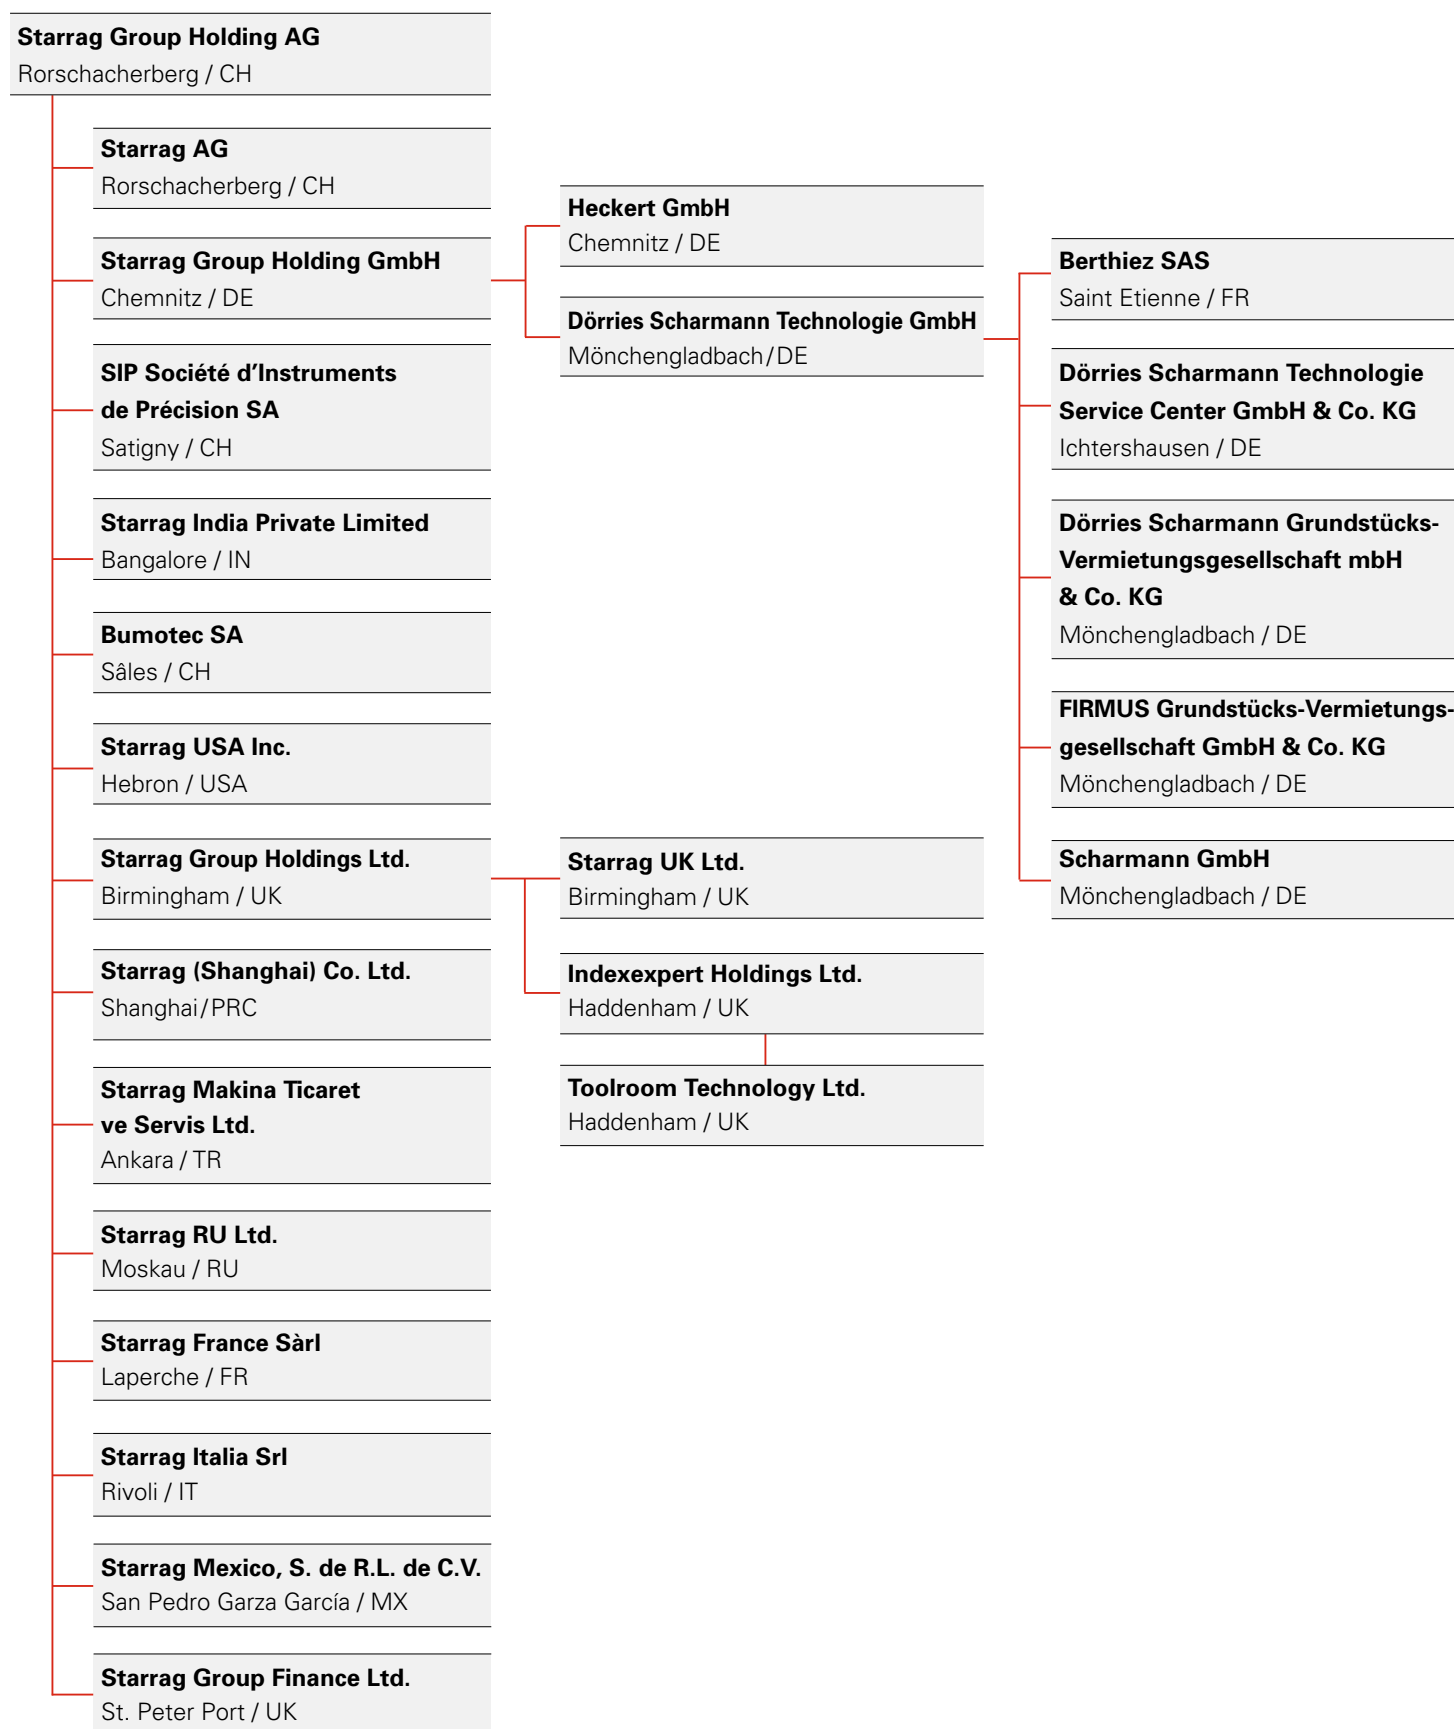 Starrag Group Holding AG
Rorschacherberg / CH
Starrag AG
Rorschacherberg / CH
Starrag Group Holding GmbH
Chemnitz / DE
SIP Société d’Instruments
de Précision SA
Satigny / CH
Starrag India Private Limited
Bangalore / IN
Bumotec SA
Sâles / CH
Starrag USA Inc.
Hebron / USA
Starrag Group Holdings Ltd.
Birmingham / UK
Starrag (Shanghai) Co. Ltd.
Shanghai/PRC
Starrag Makina Ticaret
ve Servis Ltd.
Ankara / TR
Starrag RU Ltd.
Moskau / RU
Starrag France Sàrl
Laperche / FR
Starrag Italia Srl
Rivoli / IT
Starrag Mexico, S. de R.L. de C.V.
San Pedro Garza García / MX
Starrag Group Finance Ltd.
St. Peter Port / UK
Heckert GmbH
Chemnitz / DE
Dörries Scharmann Technologie GmbH
Mönchengladbach/DE
Starrag UK Ltd.
Birmingham / UK
Indexexpert Holdings Ltd.
Haddenham / UK
Toolroom Technology Ltd.
Haddenham / UK
Berthiez SAS
Saint Etienne / FR
Dörries Scharmann Technologie
Service Center GmbH & Co. KG
Ichtershausen / DE
Dörries Scharmann Grundstücks-
Vermietungsgesellschaft mbH
& Co. KG
Mönchengladbach / DE
FIRMUS Grundstücks-Vermietungs-
gesellschaft GmbH & Co. KG
Mönchengladbach / DE
Scharmann GmbH
Mönchengladbach / DE